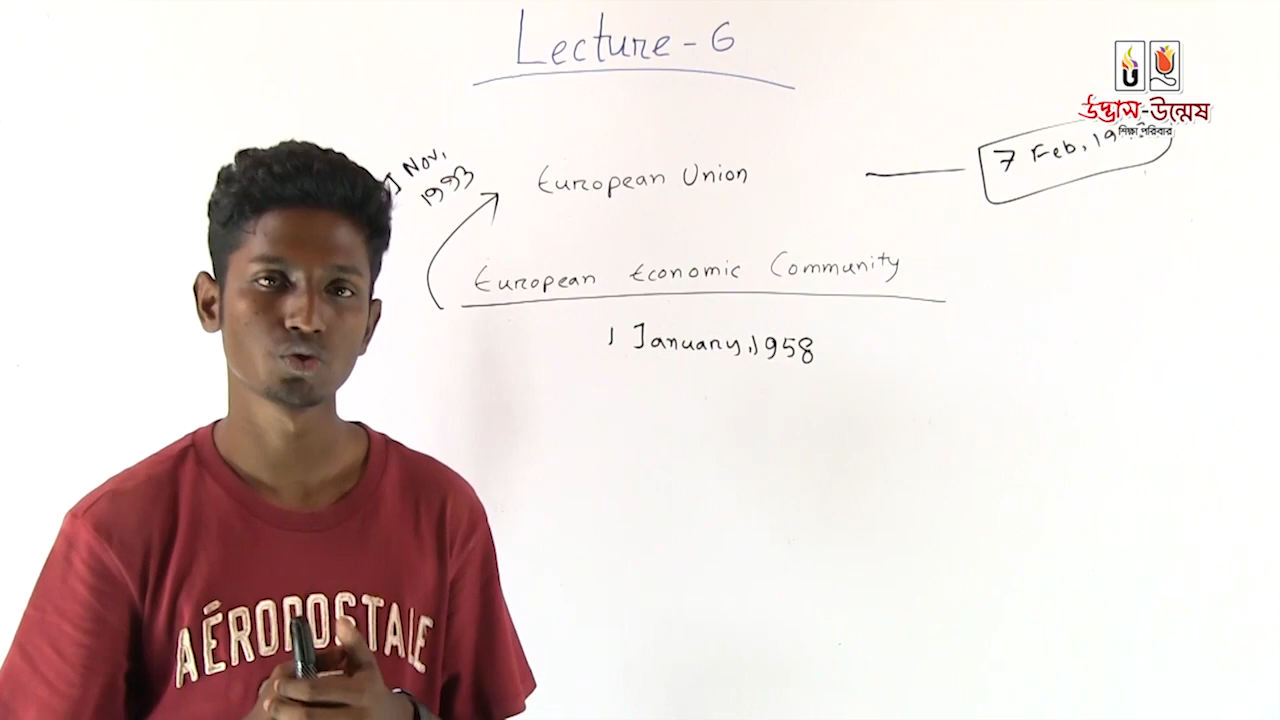 Lecture - 6
উদ্ভাস-উন্মেষ
শিক্ষা পরিবার
1 Nov,
1993
European Union
7 Feb, 19
European Economic Community
1 January, 1958
AÉROPOSTALE